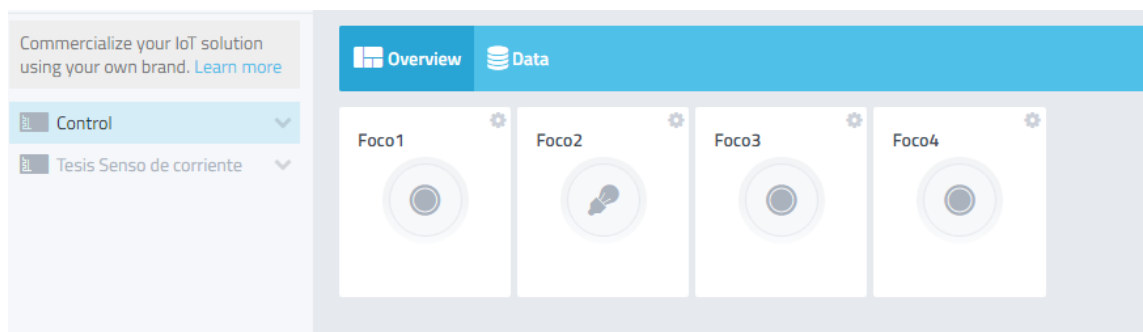 Commercialize your IoT solution
using your own brand. Learn more
Control
Tesis Senso de corriente
Overview
Data
Foco1
Foco2
Foco3
Foco4